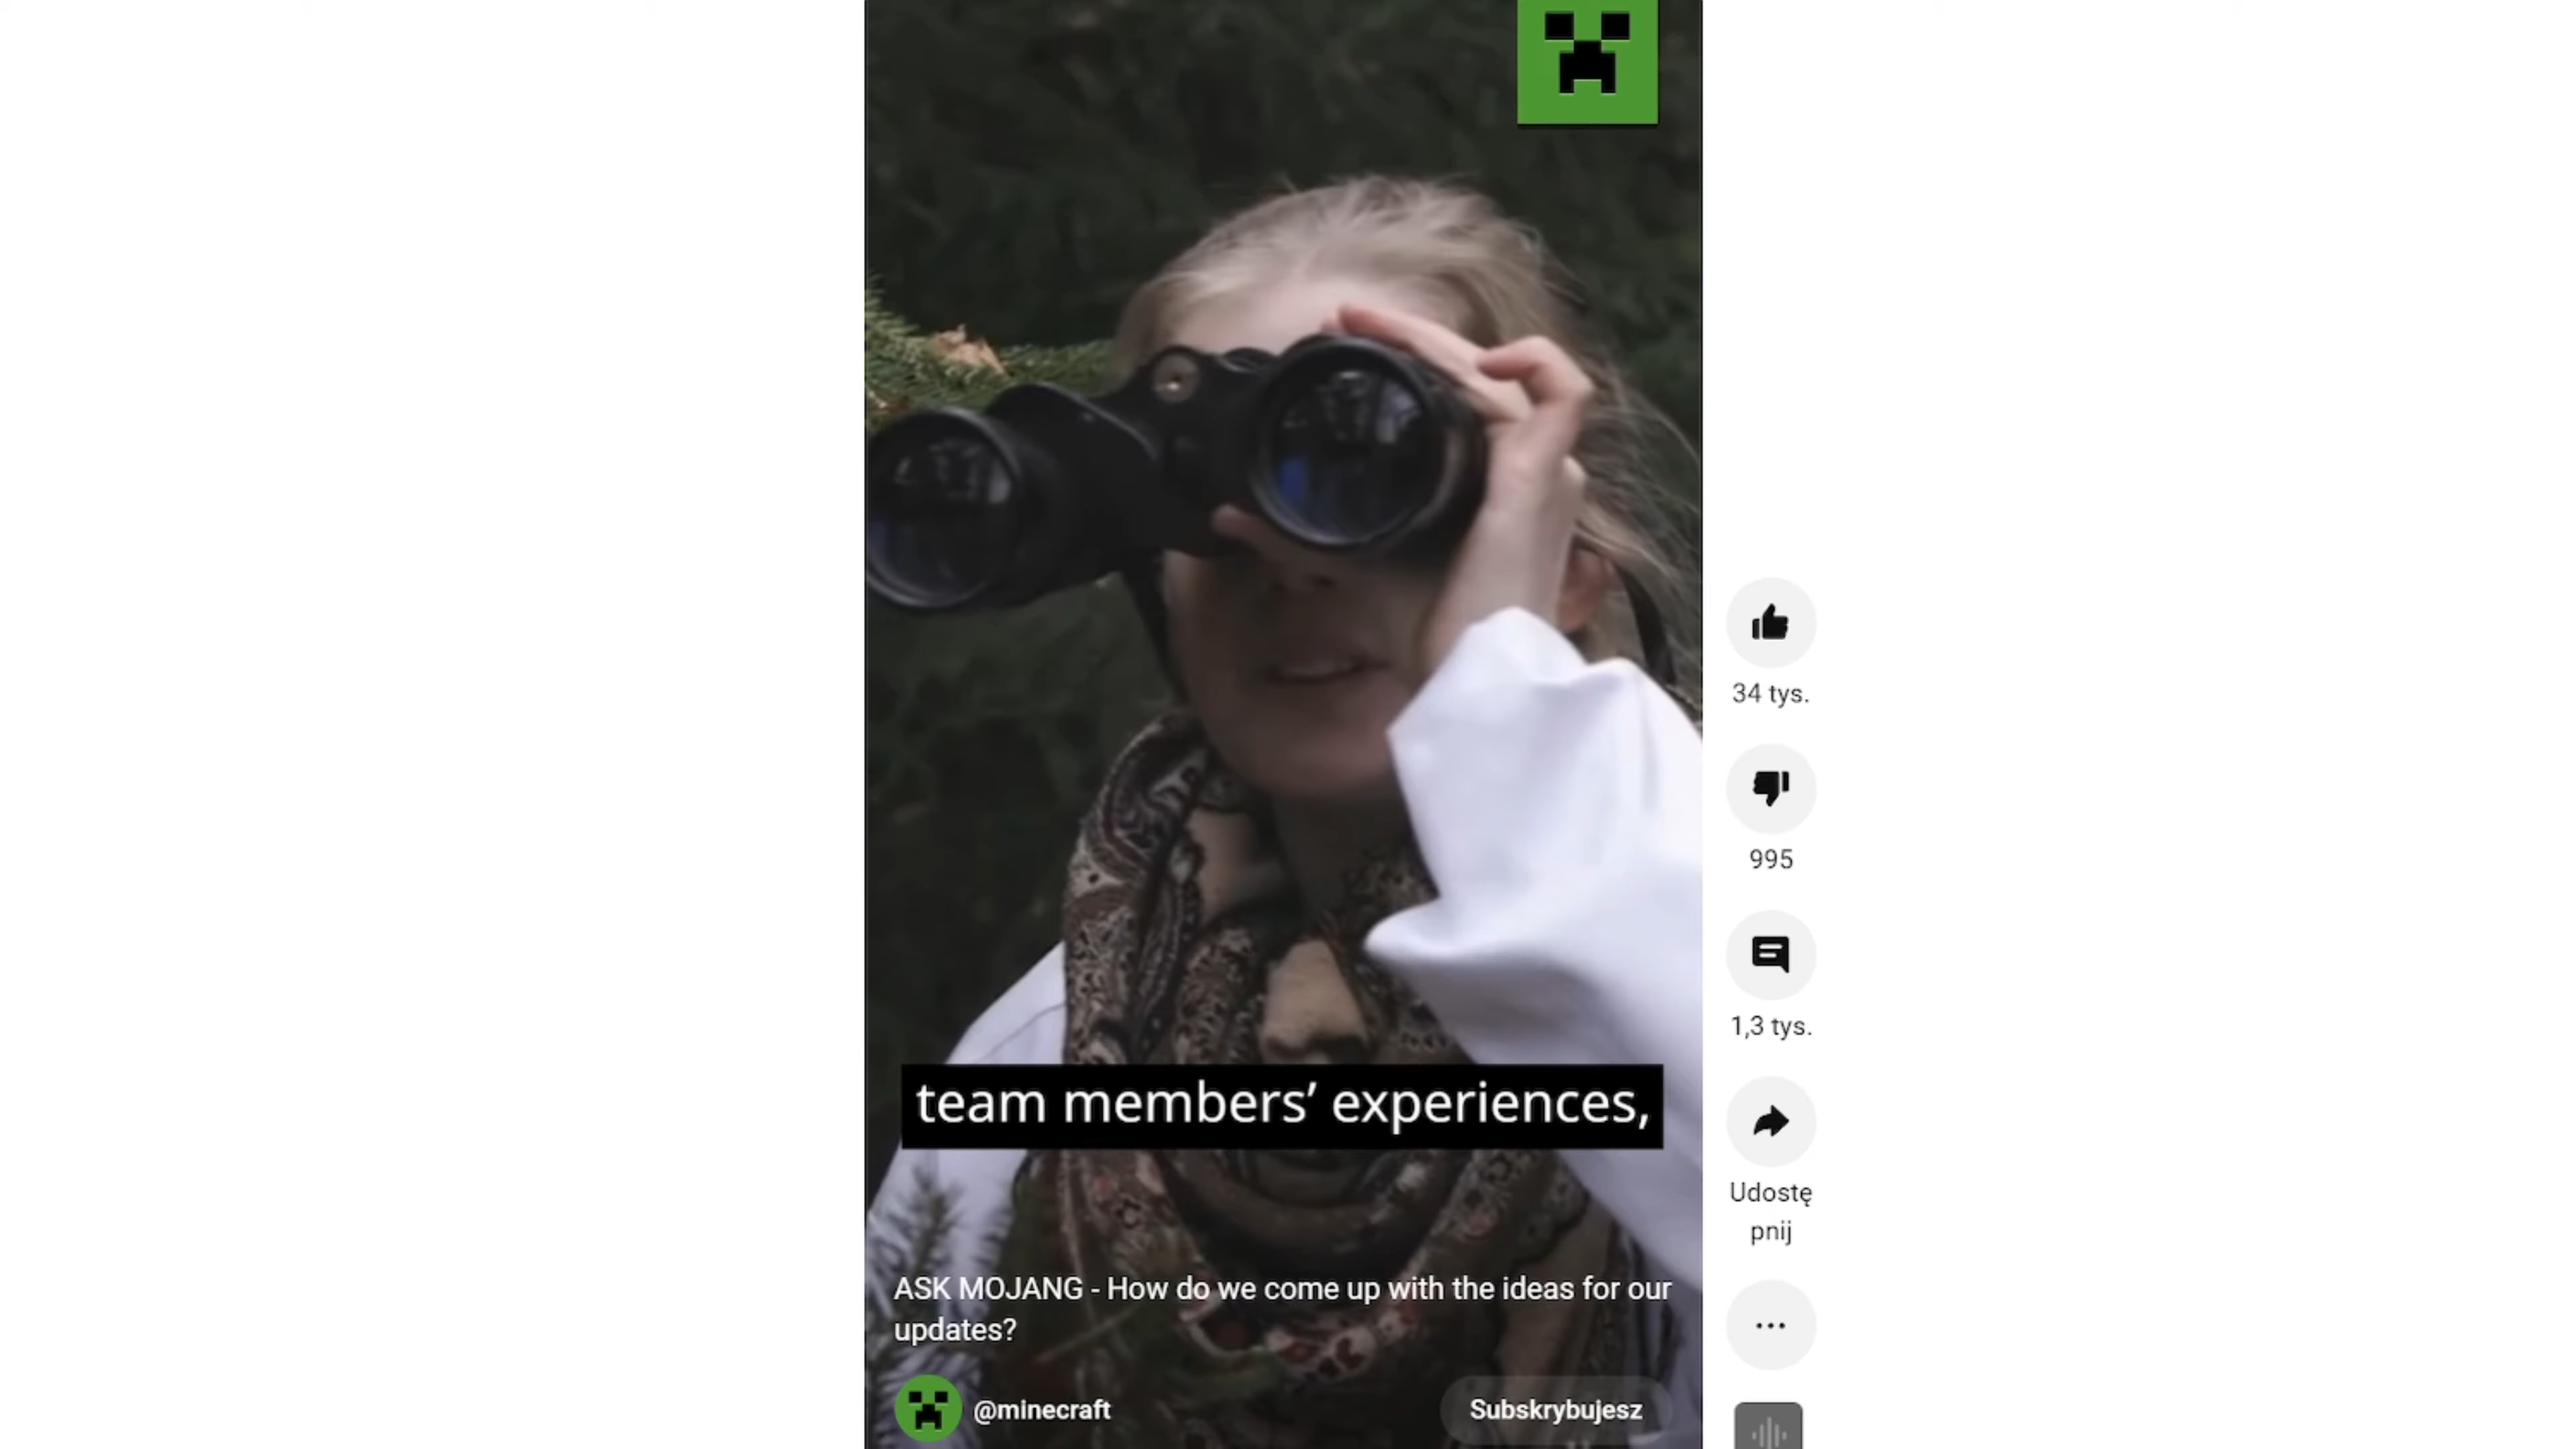 team members’ experiences,
ASK MOJANG - How do we come up with the ideas for our
updates?
@minecraft
Subskrybujesz
34 tys.
995
1,3 tys.
Udostę
pnij